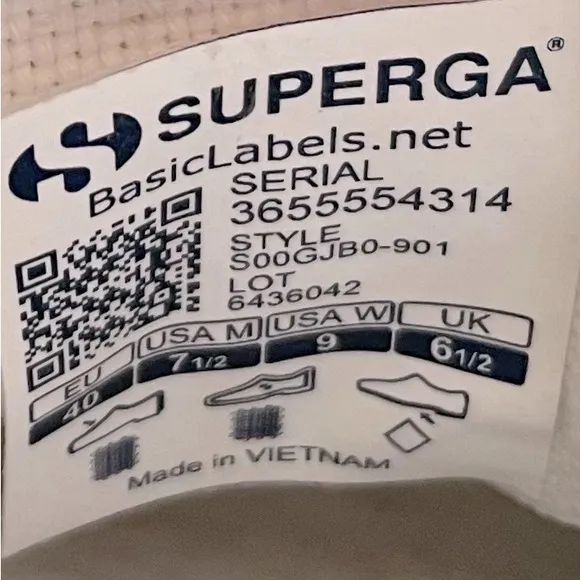 SUPERGA®
BasicLabels.net
SERIAL
3655554314
STYLE
S00GJB0-901
LOT
6436042
EU USA M USA W UK
40 7 1/2 9 6 1/2
Made in VIETNAM